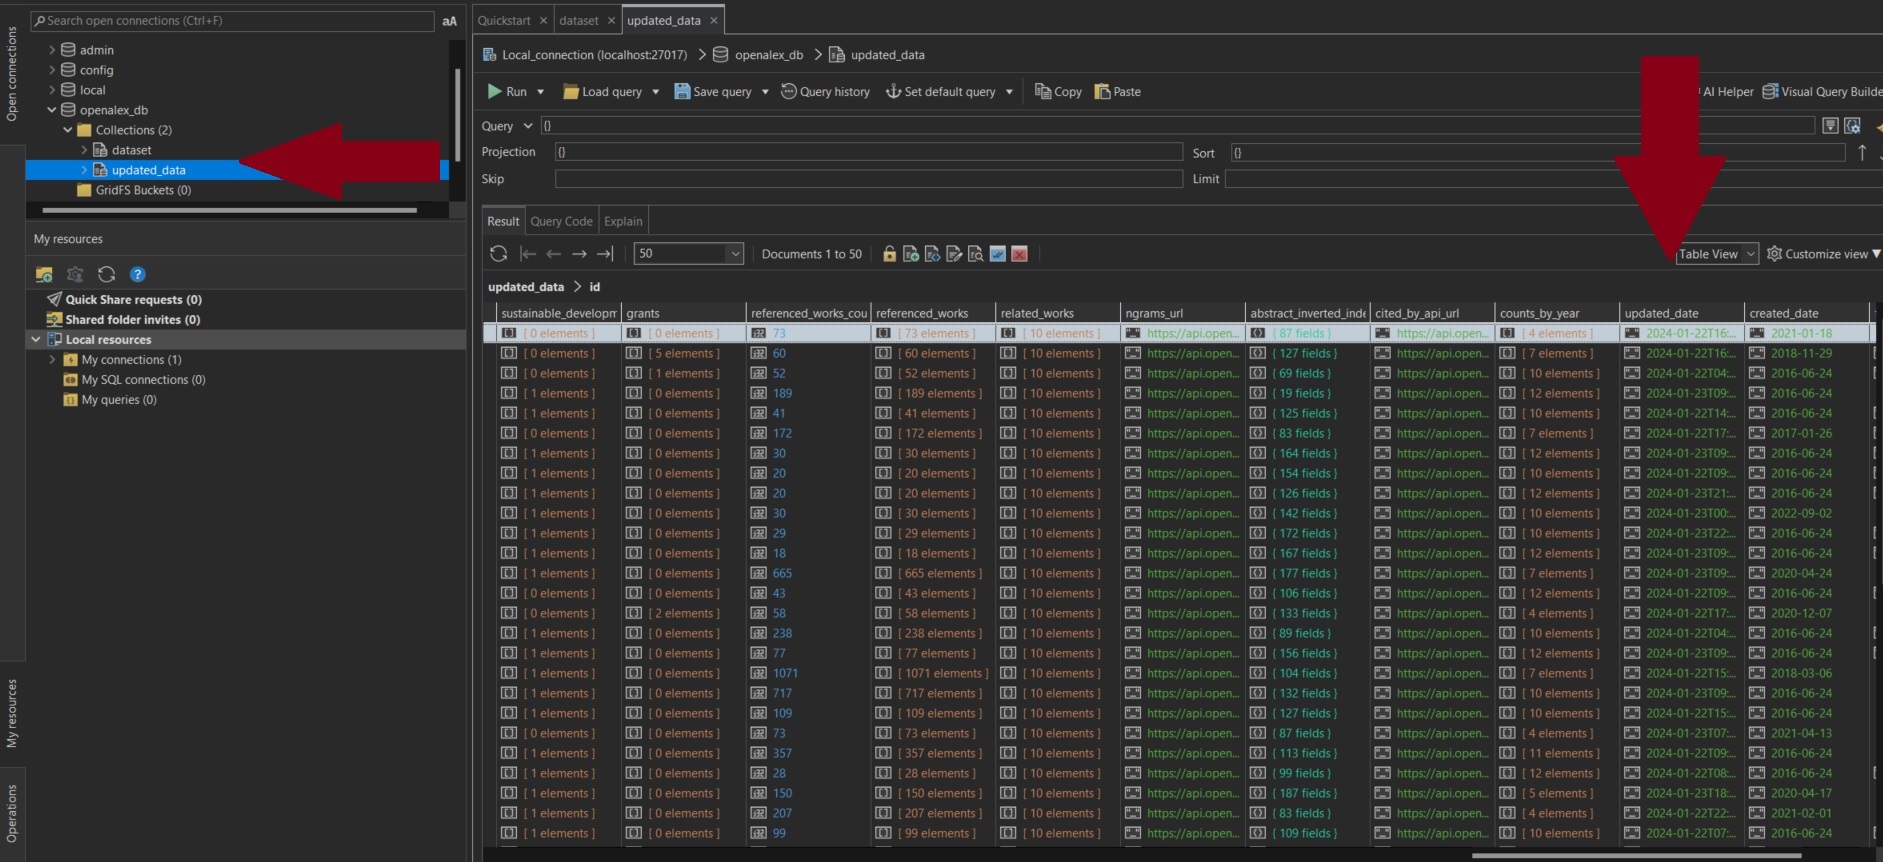 Open connections
Search open connections (Ctrl+F)
aA
admin
config
local
openalex_db
Collections (2)
dataset
updated_data
GridFS Buckets (0)
My resources
Quick Share requests (0)
Shared folder invites (0)
Local resources
My connections (1)
My SQL connections (0)
My queries (0)
My resources
Operations
Quickstart dataset updated_data
Local_connection (localhost:27017) openalex_db updated_data
Run Load query Save query Query history Set default query Copy Paste AI Helper Visual Query Builde
Query {}
Projection {} Sort {}
Skip Limit
Result Query Code Explain
50 Documents 1 to 50 Table View Customize view
updated_data > id
sustainable_developm grants referenced_works_cou referenced_works related_works ngrams_url abstract_inverted_inde cited_by_api_url counts_by_year updated_date created_date
[ 0 elements ] [ 0 elements ] 73 [ 73 elements ] [ 10 elements ] https://api.open... { 87 fields } https://api.open... [ 4 elements ] 2024-01-22T16:... 2021-01-18
[ 0 elements ] [ 5 elements ] 60 [ 60 elements ] [ 10 elements ] https://api.open... { 127 fields } https://api.open... [ 7 elements ] 2024-01-22T16:... 2018-11-29
[ 0 elements ] [ 1 elements ] 52 [ 52 elements ] [ 10 elements ] https://api.open... { 69 fields } https://api.open... [ 10 elements ] 2024-01-22T04:... 2016-06-24
[ 1 elements ] [ 0 elements ] 189 [ 189 elements ] [ 10 elements ] https://api.open... { 19 fields } https://api.open... [ 12 elements ] 2024-01-23T09:... 2016-06-24
[ 1 elements ] [ 0 elements ] 41 [ 41 elements ] [ 10 elements ] https://api.open... { 125 fields } https://api.open... [ 10 elements ] 2024-01-22T14:... 2016-06-24
[ 0 elements ] [ 0 elements ] 172 [ 172 elements ] [ 10 elements ] https://api.open... { 83 fields } https://api.open... [ 7 elements ] 2024-01-22T17:... 2017-01-26
[ 1 elements ] [ 0 elements ] 30 [ 30 elements ] [ 10 elements ] https://api.open... { 164 fields } https://api.open... [ 12 elements ] 2024-01-23T09:... 2016-06-24
[ 1 elements ] [ 0 elements ] 20 [ 20 elements ] [ 10 elements ] https://api.open... { 154 fields } https://api.open... [ 10 elements ] 2024-01-22T09:... 2016-06-24
[ 1 elements ] [ 0 elements ] 20 [ 20 elements ] [ 10 elements ] https://api.open... { 126 fields } https://api.open... [ 12 elements ] 2024-01-23T21:... 2016-06-24
[ 1 elements ] [ 0 elements ] 30 [ 30 elements ] [ 10 elements ] https://api.open... { 142 fields } https://api.open... [ 10 elements ] 2024-01-23T00:... 2022-09-02
[ 1 elements ] [ 0 elements ] 29 [ 29 elements ] [ 10 elements ] https://api.open... { 172 fields } https://api.open... [ 10 elements ] 2024-01-23T22:... 2016-06-24
[ 1 elements ] [ 0 elements ] 18 [ 18 elements ] [ 10 elements ] https://api.open... { 167 fields } https://api.open... [ 12 elements ] 2024-01-23T09:... 2016-06-24
[ 1 elements ] [ 0 elements ] 665 [ 665 elements ] [ 10 elements ] https://api.open... { 177 fields } https://api.open... [ 7 elements ] 2024-01-23T09:... 2020-04-24
[ 0 elements ] [ 0 elements ] 43 [ 43 elements ] [ 10 elements ] https://api.open... { 106 fields } https://api.open... [ 12 elements ] 2024-01-22T09:... 2016-06-24
[ 0 elements ] [ 2 elements ] 58 [ 58 elements ] [ 10 elements ] https://api.open... { 133 fields } https://api.open... [ 4 elements ] 2024-01-22T17:... 2020-12-07
[ 1 elements ] [ 0 elements ] 238 [ 238 elements ] [ 10 elements ] https://api.open... { 89 fields } https://api.open... [ 10 elements ] 2024-01-22T04:... 2016-06-24
[ 1 elements ] [ 0 elements ] 77 [ 77 elements ] [ 10 elements ] https://api.open... { 156 fields } https://api.open... [ 12 elements ] 2024-01-23T09:... 2016-06-24
[ 1 elements ] [ 0 elements ] 1071 [ 1071 elements ] [ 10 elements ] https://api.open... { 104 fields } https://api.open... [ 7 elements ] 2024-01-22T15:... 2018-03-06
[ 1 elements ] [ 0 elements ] 717 [ 717 elements ] [ 10 elements ] https://api.open... { 132 fields } https://api.open... [ 10 elements ] 2024-01-23T09:... 2016-06-24
[ 1 elements ] [ 0 elements ] 109 [ 109 elements ] [ 10 elements ] https://api.open... { 127 fields } https://api.open... [ 10 elements ] 2024-01-22T15:... 2016-06-24
[ 1 elements ] [ 0 elements ] 73 [ 73 elements ] [ 10 elements ] https://api.open... { 87 fields } https://api.open... [ 4 elements ] 2024-01-23T07:... 2021-04-13
[ 1 elements ] [ 0 elements ] 357 [ 357 elements ] [ 10 elements ] https://api.open... { 113 fields } https://api.open... [ 11 elements ] 2024-01-22T09:... 2016-06-24
[ 1 elements ] [ 0 elements ] 28 [ 28 elements ] [ 10 elements ] https://api.open... { 99 fields } https://api.open... [ 12 elements ] 2024-01-22T08:... 2016-06-24
[ 1 elements ] [ 0 elements ] 150 [ 150 elements ] [ 10 elements ] https://api.open... { 187 fields } https://api.open... [ 5 elements ] 2024-01-23T18:... 2020-04-17
[ 1 elements ] [ 0 elements ] 207 [ 207 elements ] [ 10 elements ] https://api.open... { 83 fields } https://api.open... [ 4 elements ] 2024-01-22T22:... 2021-02-01
[ 1 elements ] [ 0 elements ] 99 [ 99 elements ] [ 10 elements ] https://api.open... { 109 fields } https://api.open... [ 10 elements ] 2024-01-22T07:... 2016-06-24